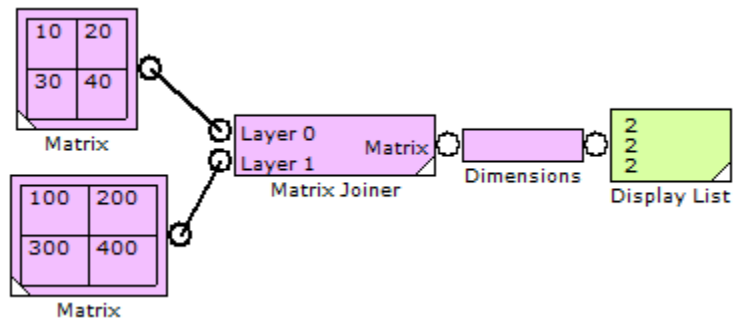 10 20
30 40
Matrix
100 200
300 400
Matrix
Layer 0
Layer 1
Matrix
Matrix Joiner
Dimensions
2
2
2
Display List